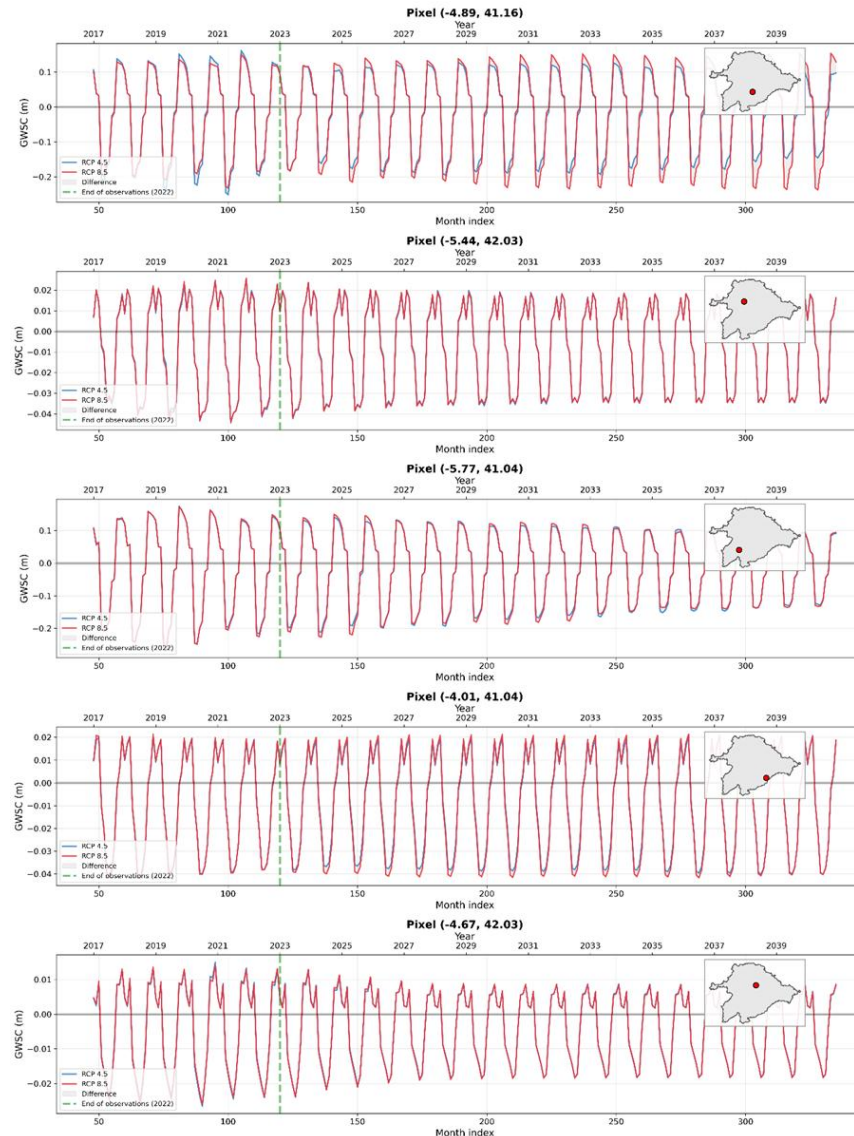 Pixel (-4.89, 41.16)
Year
2017 2019 2021 2023 2025 2027 2029 2031 2033 2035 2037 2039
GWSC (m)
0.1
0.0
−0.1
−0.2
RCP 4.5
RCP 8.5
Difference
End of observations (2022)
50 100 150 200 250 300
Month index
Pixel (-5.44, 42.03)
Year
2017 2019 2021 2023 2025 2027 2029 2031 2033 2035 2037 2039
GWSC (m)
0.02
0.01
0.00
−0.01
−0.02
−0.03
−0.04
RCP 4.5
RCP 8.5
Difference
End of observations (2022)
50 100 150 200 250 300
Month index
Pixel (-5.77, 41.04)
Year
2017 2019 2021 2023 2025 2027 2029 2031 2033 2035 2037 2039
GWSC (m)
0.1
0.0
−0.1
−0.2
RCP 4.5
RCP 8.5
Difference
End of observations (2022)
50 100 150 200 250 300
Month index
Pixel (-4.01, 41.04)
Year
2017 2019 2021 2023 2025 2027 2029 2031 2033 2035 2037 2039
GWSC (m)
0.02
0.01
0.00
−0.01
−0.02
−0.03
−0.04
RCP 4.5
RCP 8.5
Difference
End of observations (2022)
50 100 150 200 250 300
Month index
Pixel (-4.67, 42.03)
Year
2017 2019 2021 2023 2025 2027 2029 2031 2033 2035 2037 2039
GWSC (m)
0.01
0.00
−0.01
−0.02
RCP 4.5
RCP 8.5
Difference
End of observations (2022)
50 100 150 200 250 300
Month index